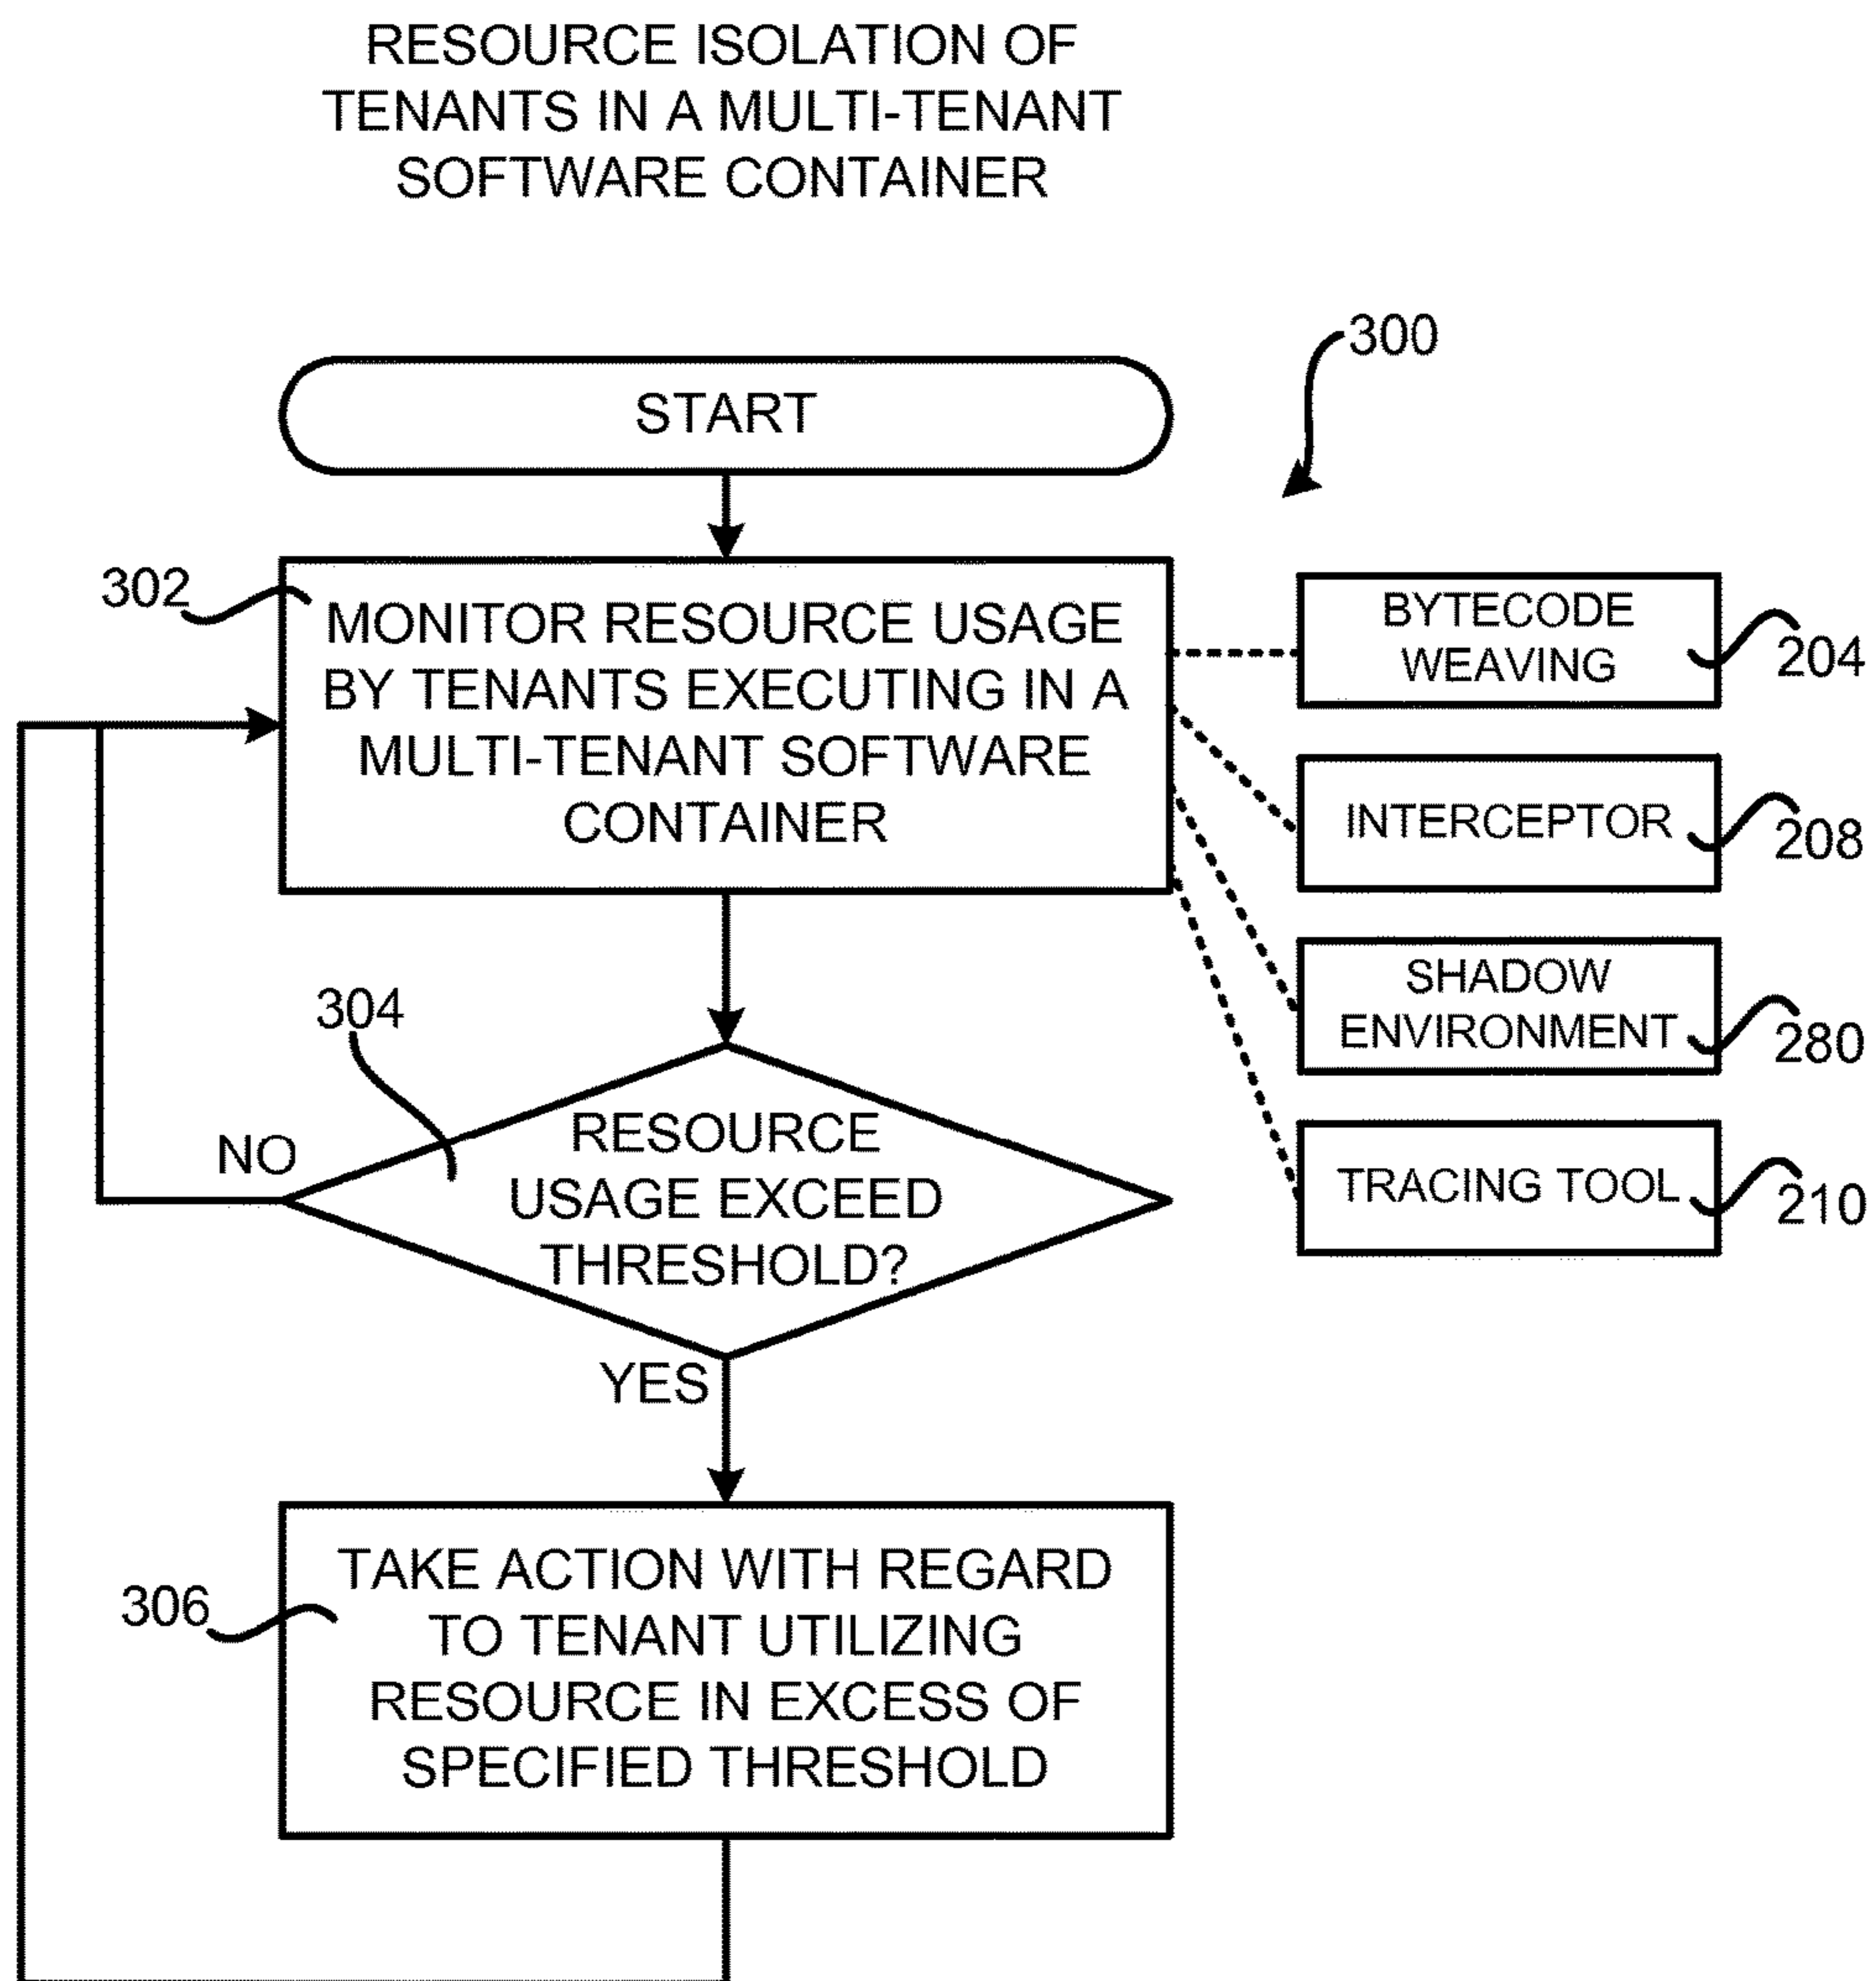 RESOURCE ISOLATION OF
TENANTS IN A MULTI-TENANT
SOFTWARE CONTAINER
300
START
302
MONITOR RESOURCE USAGE
BY TENANTS EXECUTING IN A
MULTI-TENANT SOFTWARE
CONTAINER
BYTECODE
WEAVING
204
INTERCEPTOR
208
SHADOW
ENVIRONMENT
280
TRACING TOOL
210
304
RESOURCE
USAGE EXCEED
THRESHOLD?
NO
YES
306
TAKE ACTION WITH REGARD
TO TENANT UTILIZING
RESOURCE IN EXCESS OF
SPECIFIED THRESHOLD